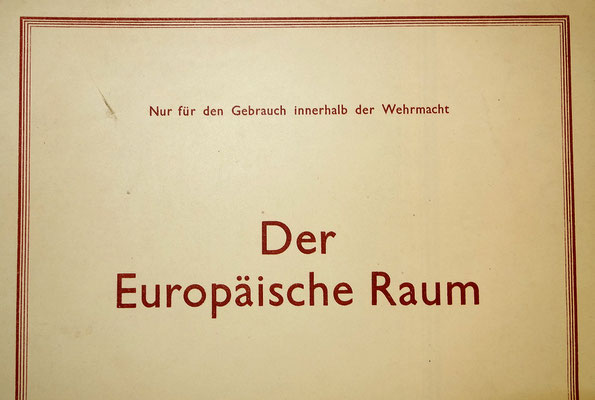 Nur für den Gebrauch innerhalb der Wehrmacht
Der
Europäische Raum